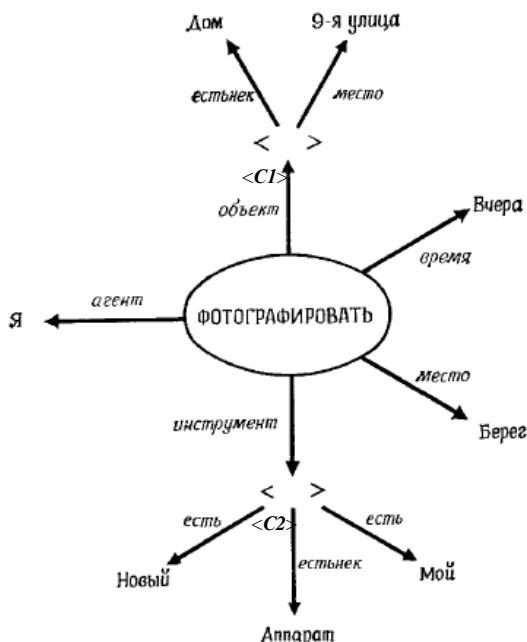 Дом 9-я улица
естьнек место
< >
<C1>
объект
Вчера
время
Я агент ФОТОГРАФИРОВАТЬ
место
инструмент
Берег
< >
есть <C2> есть
естьнек
Новый Мой
Аппарат